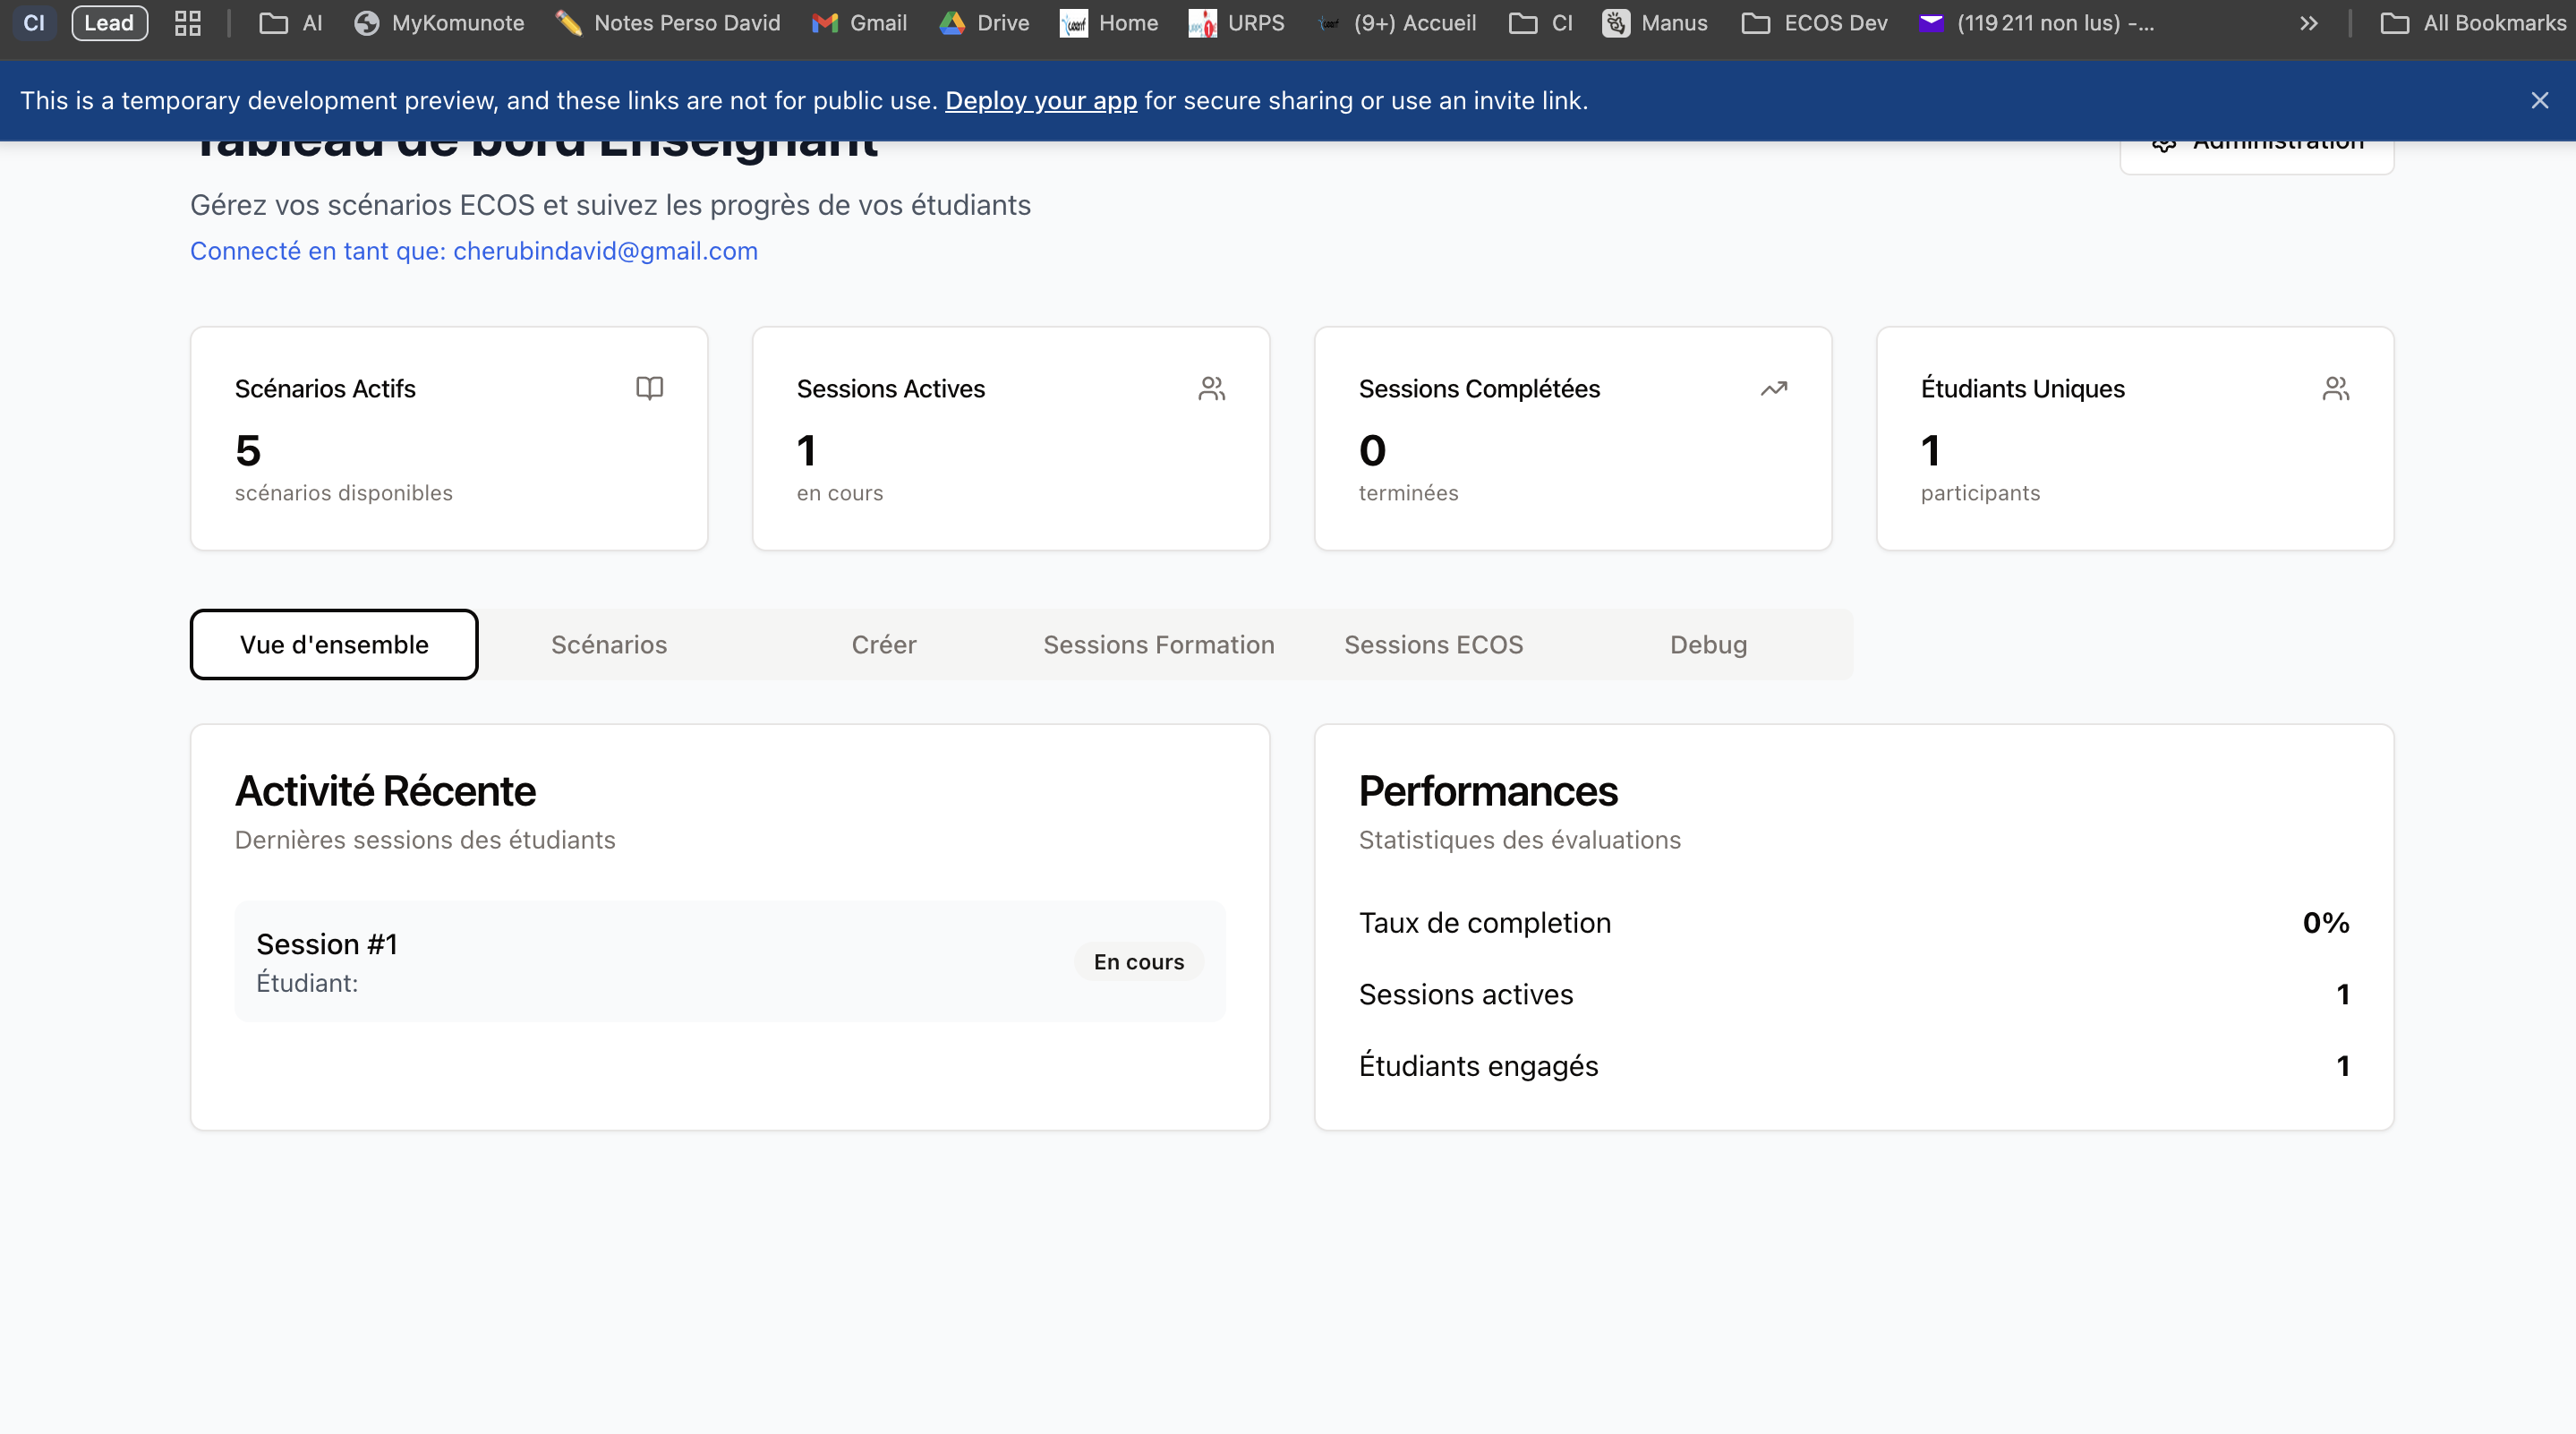 CI Lead AI MyKomunote Notes Perso David Gmail Drive Home URPS (9+) Accueil CI Manus ECOS Dev (119 211 non lus) -... All Bookmarks
This is a temporary development preview, and these links are not for public use. Deploy your app for secure sharing or use an invite link.
Tableau de bord Enseignant
Administration
Gérez vos scénarios ECOS et suivez les progrès de vos étudiants
Connecté en tant que: cherubindavid@gmail.com
Scénarios Actifs
5
scénarios disponibles
Sessions Actives
1
en cours
Sessions Complétées
0
terminées
Étudiants Uniques
1
participants
Vue d'ensemble Scénarios Créer Sessions Formation Sessions ECOS Debug
Activité Récente
Dernières sessions des étudiants
Session #1
Étudiant:
En cours
Performances
Statistiques des évaluations
Taux de completion 0%
Sessions actives 1
Étudiants engagés 1